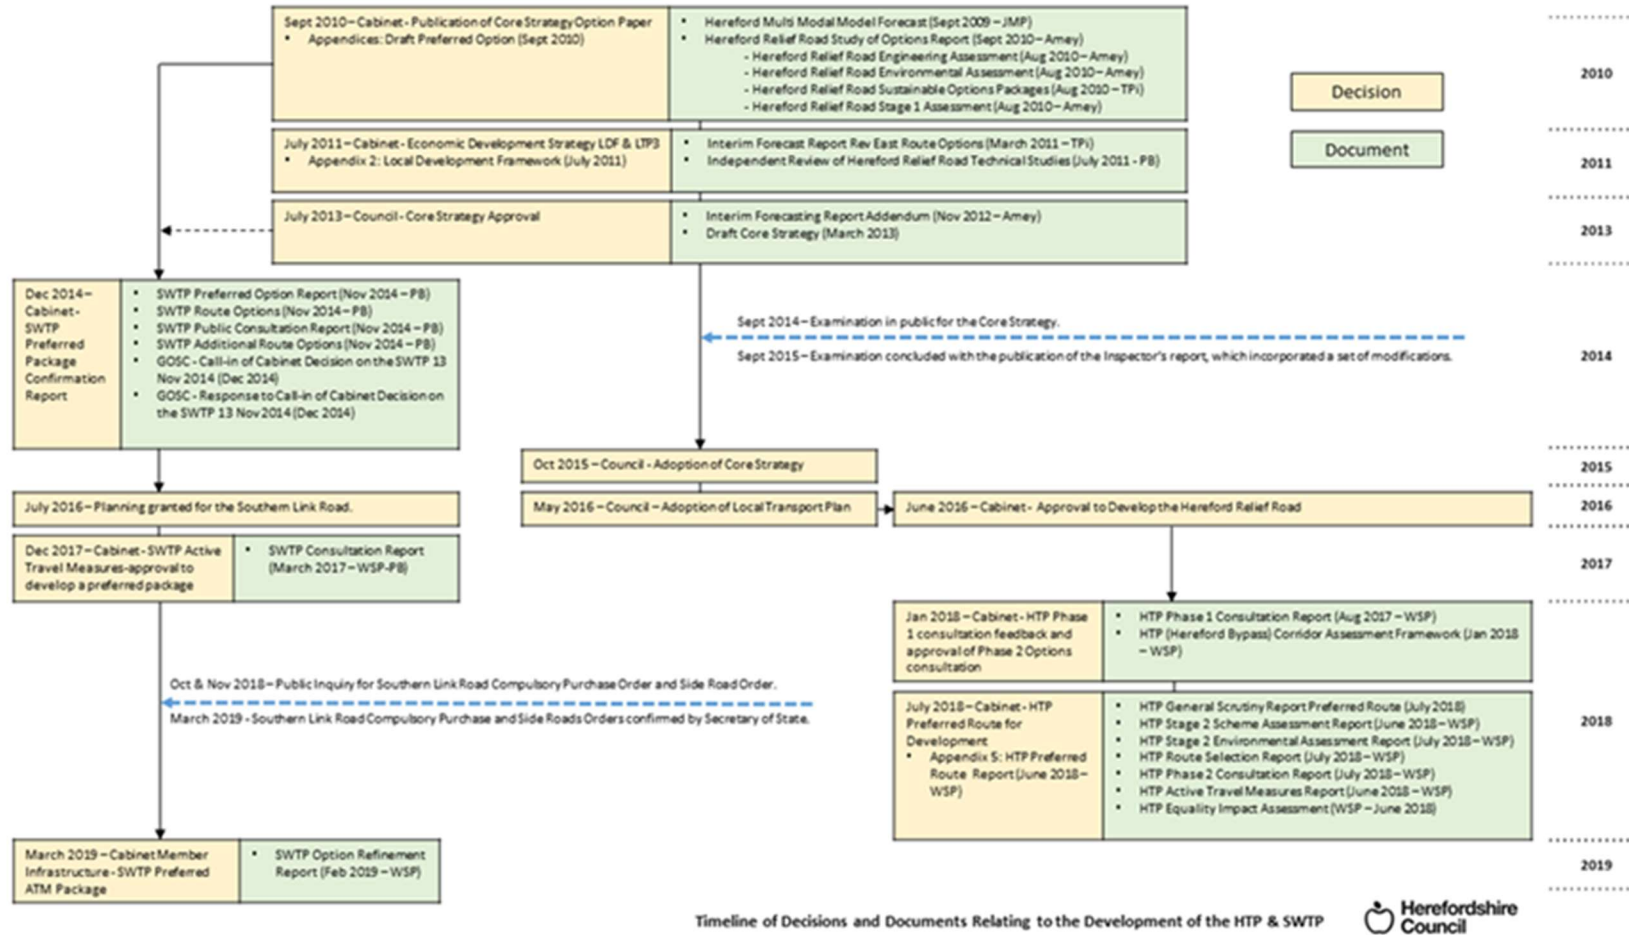 Sept 2010 – Cabinet - Publication of Core Strategy Option Paper
• Appendices: Draft Preferred Option (Sept 2010)
• Hereford Multi Modal Model Forecast (Sept 2009 – JMP)
• Hereford Relief Road Study of Options Report (Sept 2010 – Amey)
- Hereford Relief Road Engineering Assessment (Aug 2010 – Amey)
- Hereford Relief Road Environmental Assessment (Aug 2010 – Amey)
- Hereford Relief Road Sustainable Options Packages (Aug 2010 – TPi)
- Hereford Relief Road Stage 1 Assessment (Aug 2010 – Amey)
Decision
Document
2010
July 2011 – Cabinet - Economic Development Strategy LDF & LTP3
• Appendix 2: Local Development Framework (July 2011)
• Interim Forecast Report Rev East Route Options (March 2011 – TPi)
• Independent Review of Hereford Relief Road Technical Studies (July 2011 - PB)
2011
July 2013 – Council - Core Strategy Approval
• Interim Forecasting Report Addendum (Nov 2012 – Amey)
• Draft Core Strategy (March 2013)
2013
Dec 2014 –
Cabinet -
SWTP
Preferred
Package
Confirmation
Report
• SWTP Preferred Option Report (Nov 2014 – PB)
• SWTP Route Options (Nov 2014 – PB)
• SWTP Public Consultation Report (Nov 2014 – PB)
• SWTP Additional Route Options (Nov 2014 – PB)
• GOSC - Call-in of Cabinet Decision on the SWTP 13
Nov 2014 (Dec 2014)
• GOSC - Response to Call-in of Cabinet Decision on
the SWTP 13 Nov 2014 (Dec 2014)
Sept 2014 – Examination in public for the Core Strategy.
Sept 2015 – Examination concluded with the publication of the Inspector's report, which incorporated a set of modifications.
2014
Oct 2015 – Council - Adoption of Core Strategy
2015
July 2016 – Planning granted for the Southern Link Road.
May 2016 – Council – Adoption of Local Transport Plan
June 2016 – Cabinet - Approval to Develop the Hereford Relief Road
2016
Dec 2017 – Cabinet - SWTP Active
Travel Measures-approval to
develop a preferred package
• SWTP Consultation Report
(March 2017 – WSP-PB)
2017
Jan 2018 – Cabinet - HTP Phase
1 consultation feedback and
approval of Phase 2 Options
consultation
• HTP Phase 1 Consultation Report (Aug 2017 – WSP)
• HTP (Hereford Bypass) Corridor Assessment Framework (Jan 2018
– WSP)
Oct & Nov 2018 – Public Inquiry for Southern Link Road Compulsory Purchase Order and Side Road Order.
March 2019 - Southern Link Road Compulsory Purchase and Side Roads Orders confirmed by Secretary of State.
July 2018 – Cabinet - HTP
Preferred Route for
Development
• Appendix 5: HTP Preferred
Route Report (June 2018 –
WSP)
• HTP General Scrutiny Report Preferred Route (July 2018)
• HTP Stage 2 Scheme Assessment Report (June 2018 – WSP)
• HTP Stage 2 Environmental Assessment Report (July 2018 – WSP)
• HTP Route Selection Report (July 2018 – WSP)
• HTP Phase 2 Consultation Report (July 2018 – WSP)
• HTP Active Travel Measures Report (June 2018 – WSP)
• HTP Equality Impact Assessment (WSP – June 2018)
2018
March 2019 – Cabinet Member
Infrastructure - SWTP Preferred
ATM Package
• SWTP Option Refinement
Report (Feb 2019 – WSP)
2019
Timeline of Decisions and Documents Relating to the Development of the HTP & SWTP
Herefordshire
Council